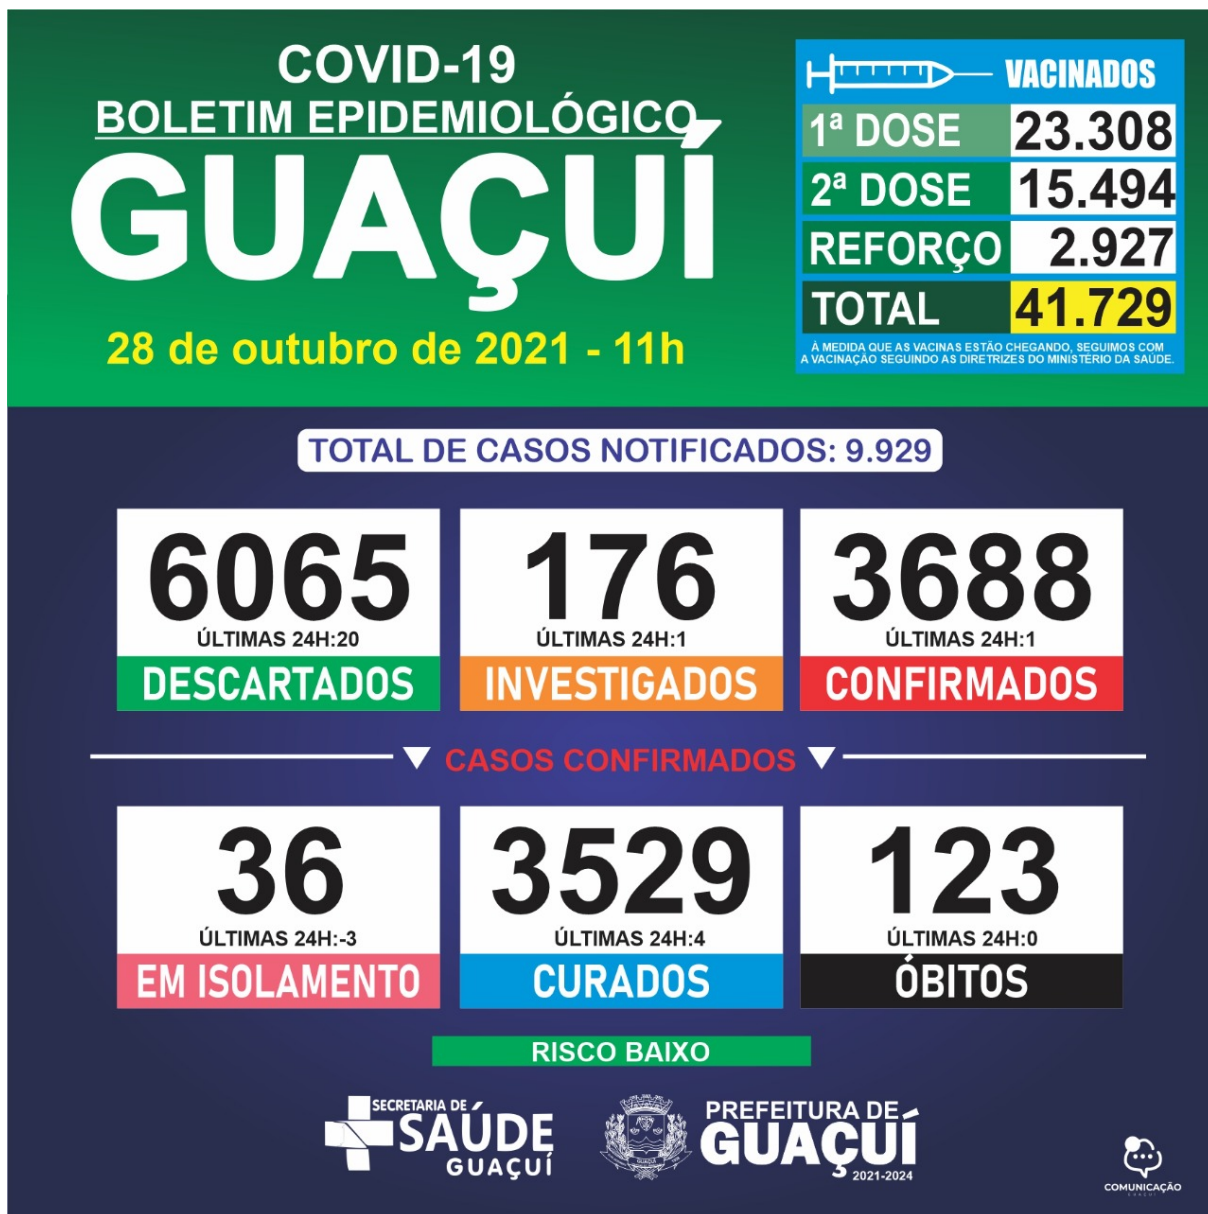 COVID-19
BOLETIM EPIDEMIOLÓGICO
GUAÇUÍ
28 de outubro de 2021 - 11h
VACINADOS
1ª DOSE 23.308
2ª DOSE 15.494
REFORÇO 2.927
TOTAL 41.729
À MEDIDA QUE AS VACINAS ESTÃO CHEGANDO, SEGUIMOS COM
A VACINAÇÃO SEGUINDO AS DIRETRIZES DO MINISTÉRIO DA SAÚDE.
TOTAL DE CASOS NOTIFICADOS: 9.929
6065
ÚLTIMAS 24H:20
DESCARTADOS
176
ÚLTIMAS 24H:1
INVESTIGADOS
3688
ÚLTIMAS 24H:1
CONFIRMADOS
CASOS CONFIRMADOS
36
ÚLTIMAS 24H:-3
EM ISOLAMENTO
3529
ÚLTIMAS 24H:4
CURADOS
123
ÚLTIMAS 24H:0
ÓBITOS
RISCO BAIXO
SECRETARIA DE
SAÚDE
GUAÇUÍ
PREFEITURA DE
GUAÇUÍ
2021-2024
COMUNICAÇÃO